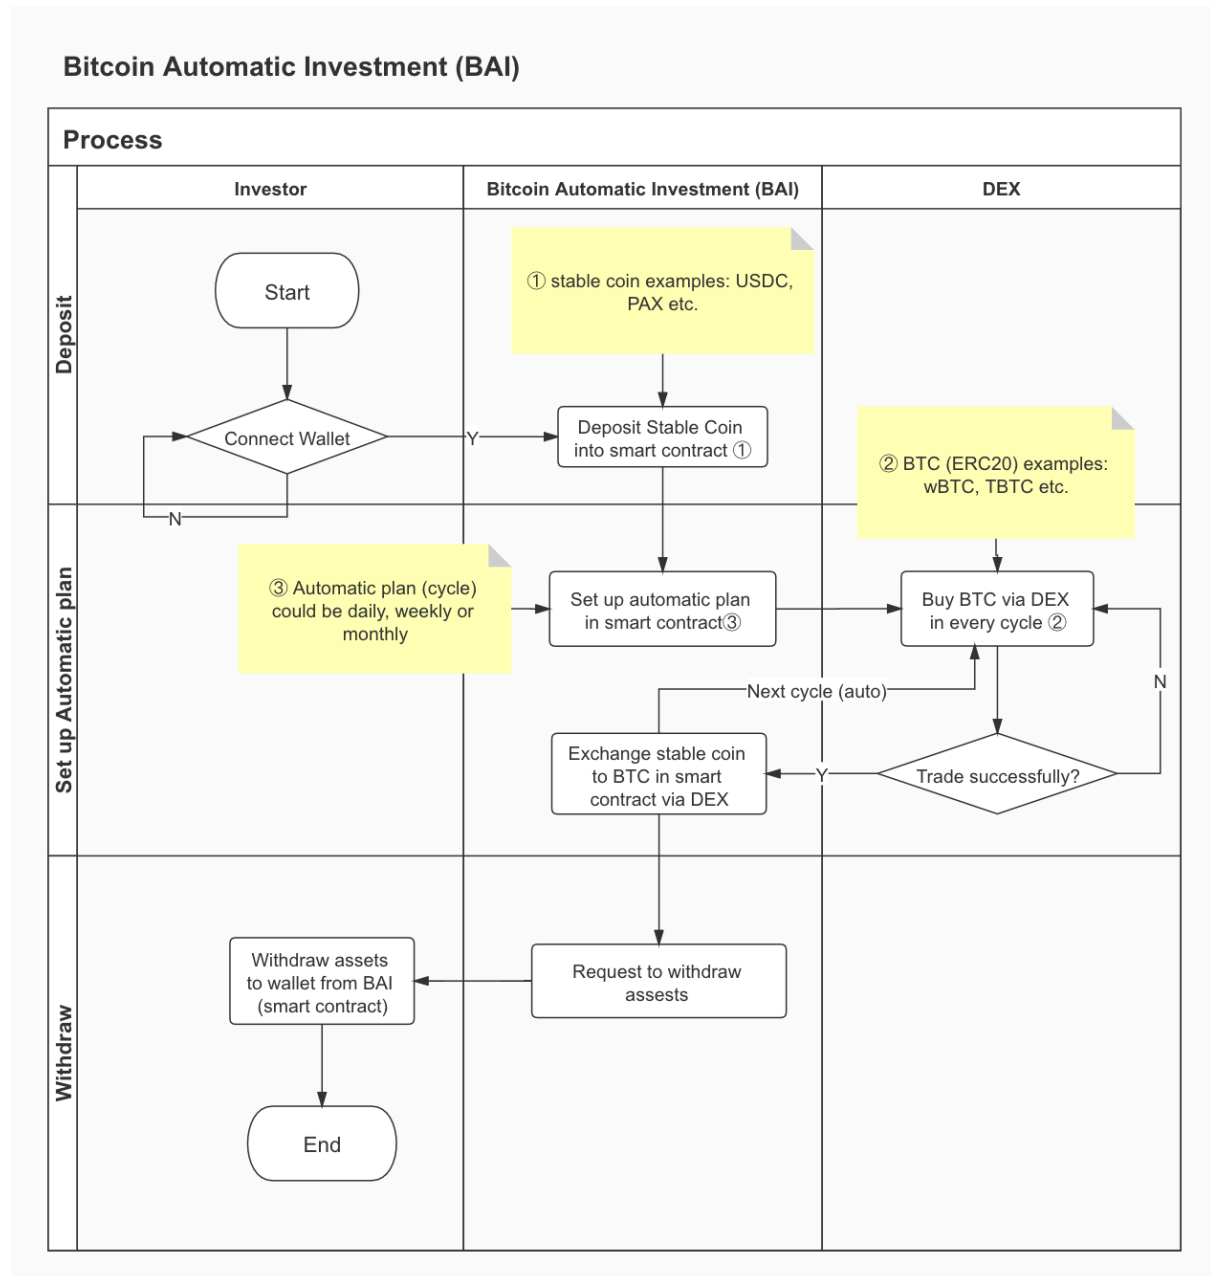 Bitcoin Automatic Investment (BAI)
Process
Investor
Bitcoin Automatic Investment (BAI)
DEX
Deposit
Start
① stable coin examples: USDC,
PAX etc.
Connect Wallet
Y
Deposit Stable Coin
into smart contract ①
② BTC (ERC20) examples:
wBTC, TBTC etc.
N
Set up Automatic plan
③ Automatic plan (cycle)
could be daily, weekly or
monthly
Set up automatic plan
in smart contract③
Buy BTC via DEX
in every cycle ②
Next cycle (auto)
N
Exchange stable coin
to BTC in smart
contract via DEX
Y
Trade successfully?
Withdraw
Withdraw assets
to wallet from BAI
(smart contract)
Request to withdraw
assests
End